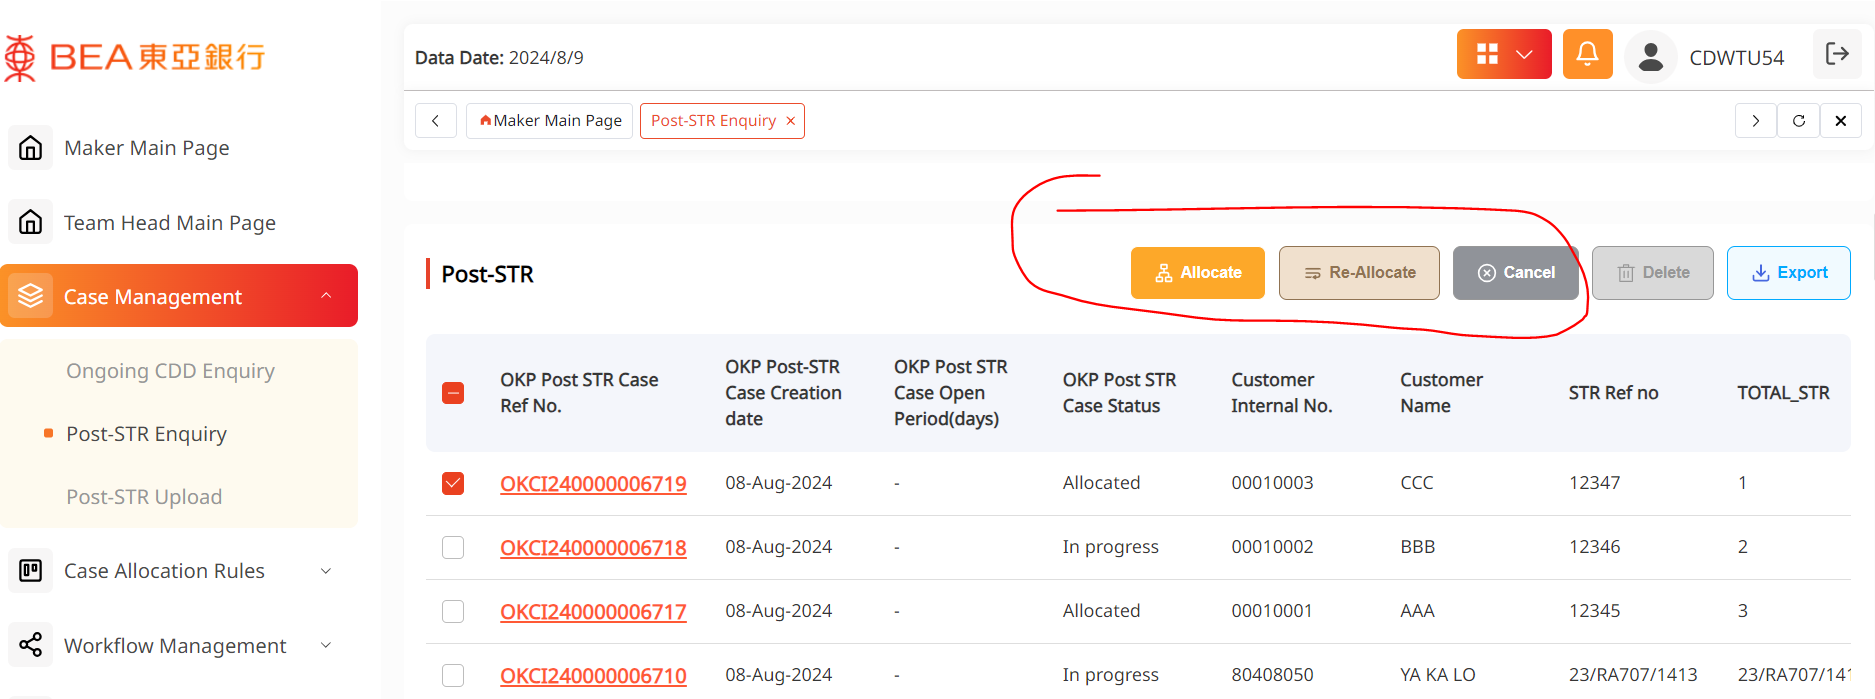 BEA東亞銀行
Data Date: 2024/8/9
CDWTU54
Maker Main Page
Post-STR Enquiry ×
Maker Main Page
Team Head Main Page
Case Management
Ongoing CDD Enquiry
Post-STR Enquiry
Post-STR Upload
Case Allocation Rules
Workflow Management
Post-STR
Allocate
Re-Allocate
Cancel
Delete
Export
OKP Post STR Case
Ref No.
OKP Post-STR
Case Creation
date
OKP Post STR
Case Open
Period(days)
OKP Post STR
Case Status
Customer
Internal No.
Customer
Name
STR Ref no
TOTAL_STR
OKCI240000006719 08-Aug-2024 - Allocated 00010003 CCC 12347 1
OKCI240000006718 08-Aug-2024 - In progress 00010002 BBB 12346 2
OKCI240000006717 08-Aug-2024 - Allocated 00010001 AAA 12345 3
OKCI240000006710 08-Aug-2024 - In progress 80408050 YA KA LO 23/RA707/1413 23/RA707/141